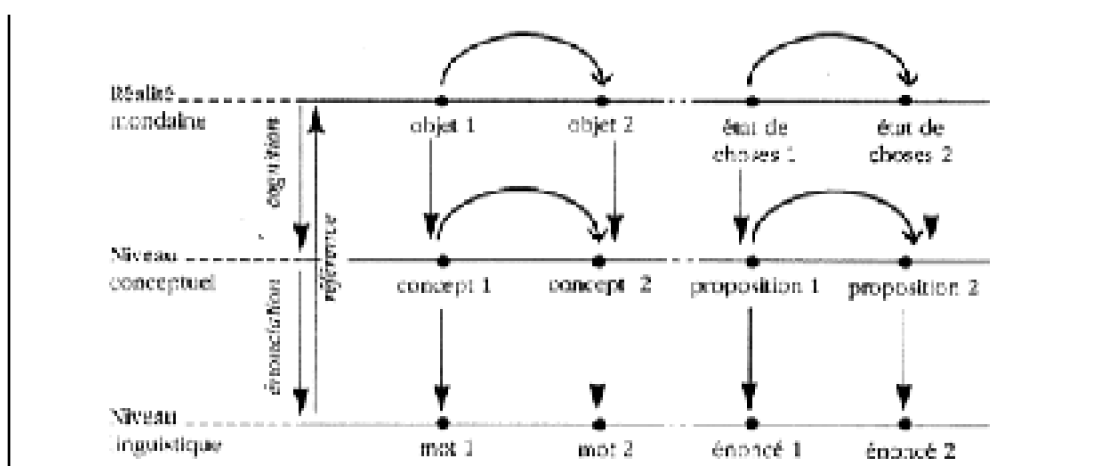 Réalité
mondaine
objet 1 objet 2 état de
choses 1 état de
choses 2
cognition
référence
Niveau
conceptuel
concept 1 concept 2 proposition 1 proposition 2
énonciation
Niveau
linguistique
mot 1 mot 2 énoncé 1 énoncé 2